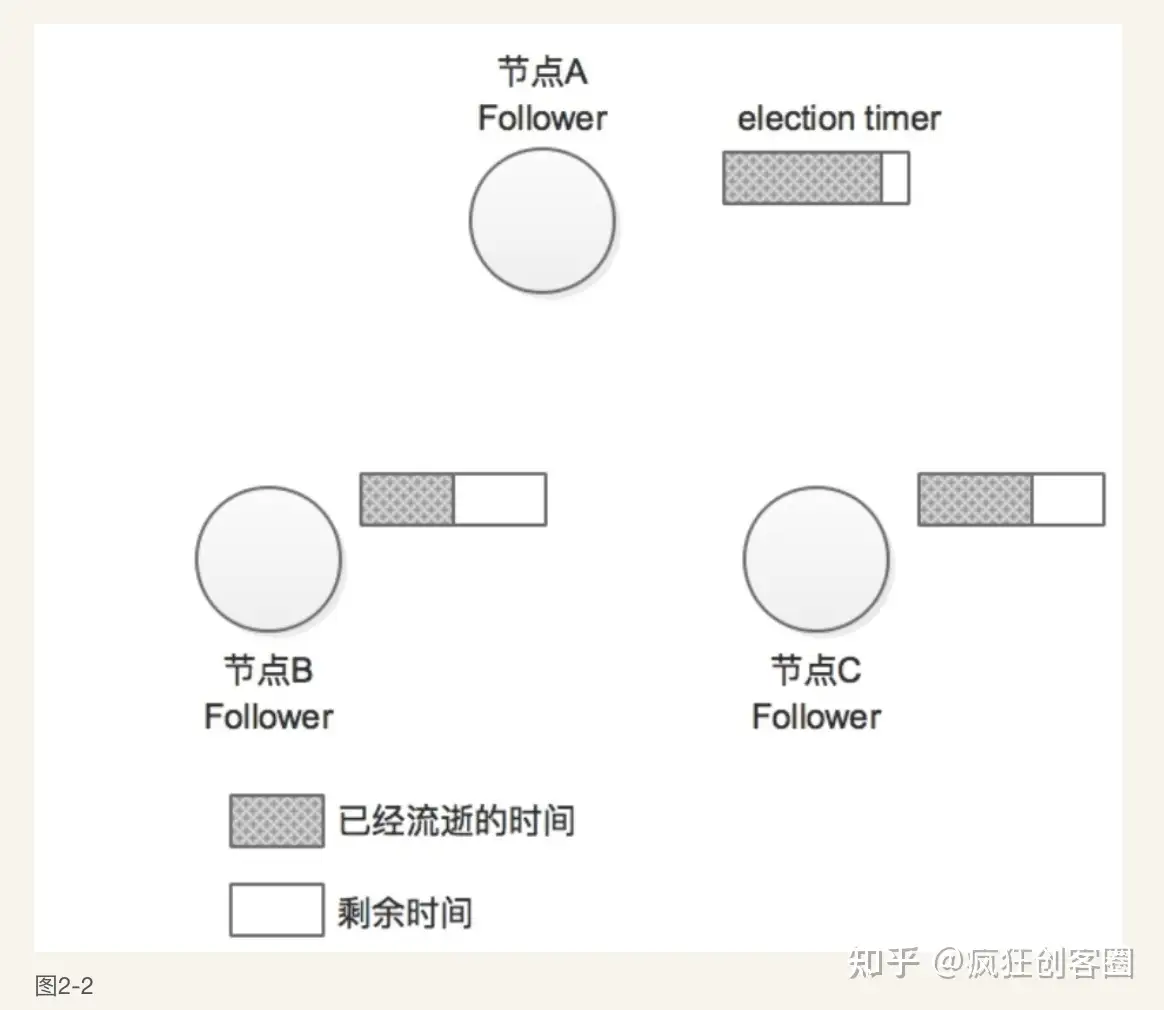 节点A
Follower
election timer
节点B
Follower
节点C
Follower
已经流逝的时间
剩余时间
知乎 @疯狂创客圈
图2-2